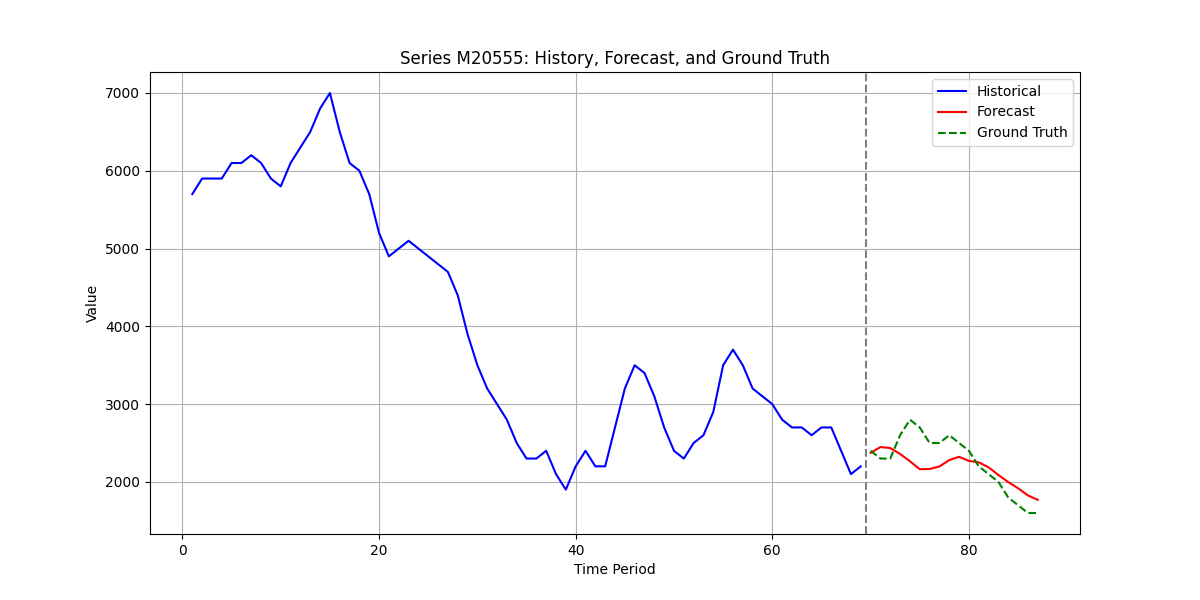 Series M20555: History, Forecast, and Ground Truth
Historical
Forecast
Ground Truth
7000
6000
5000
4000
3000
2000
Value
0
20
40
60
80
Time Period